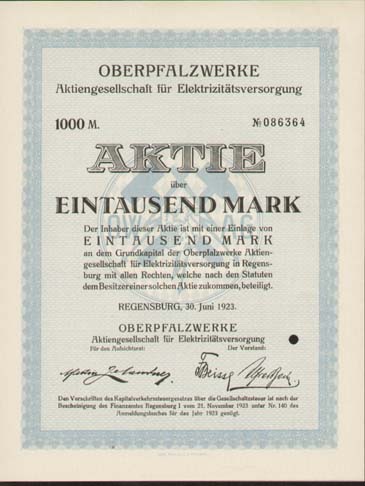 OBERPFALZWERKE
Aktiengesellschaft für Elektrizitätsversorgung
1000 M. № 086364
AKTIE
über
EINTAUSEND MARK
Der Inhaber dieser Aktie ist mit einer Einlage von
EINTAUSEND MARK
an dem Grundkapital der Oberpfalzwerke Aktien-
gesellschaft für Elektrizitätsversorgung in Regens-
burg mit allen Rechten, welche nach den Statuten
dem Besitzer einer solchen Aktie zukommen, beteiligt.
REGENSBURG, 30. Juni 1923.
OBERPFALZWERKE
Aktiengesellschaft für Elektrizitätsversorgung
Für den Aufsichtsrat: Der Vorstand:
Den Vorschriften des Kapitalverkehrsteuergesetzes über die Gesellschaftsteuer ist nach der
Bescheinigung des Finanzamtes Regensburg I vom 21. November 1923 unter Nr. 140 des
Anmeldungsbuches für das Jahr 1923 genügt.